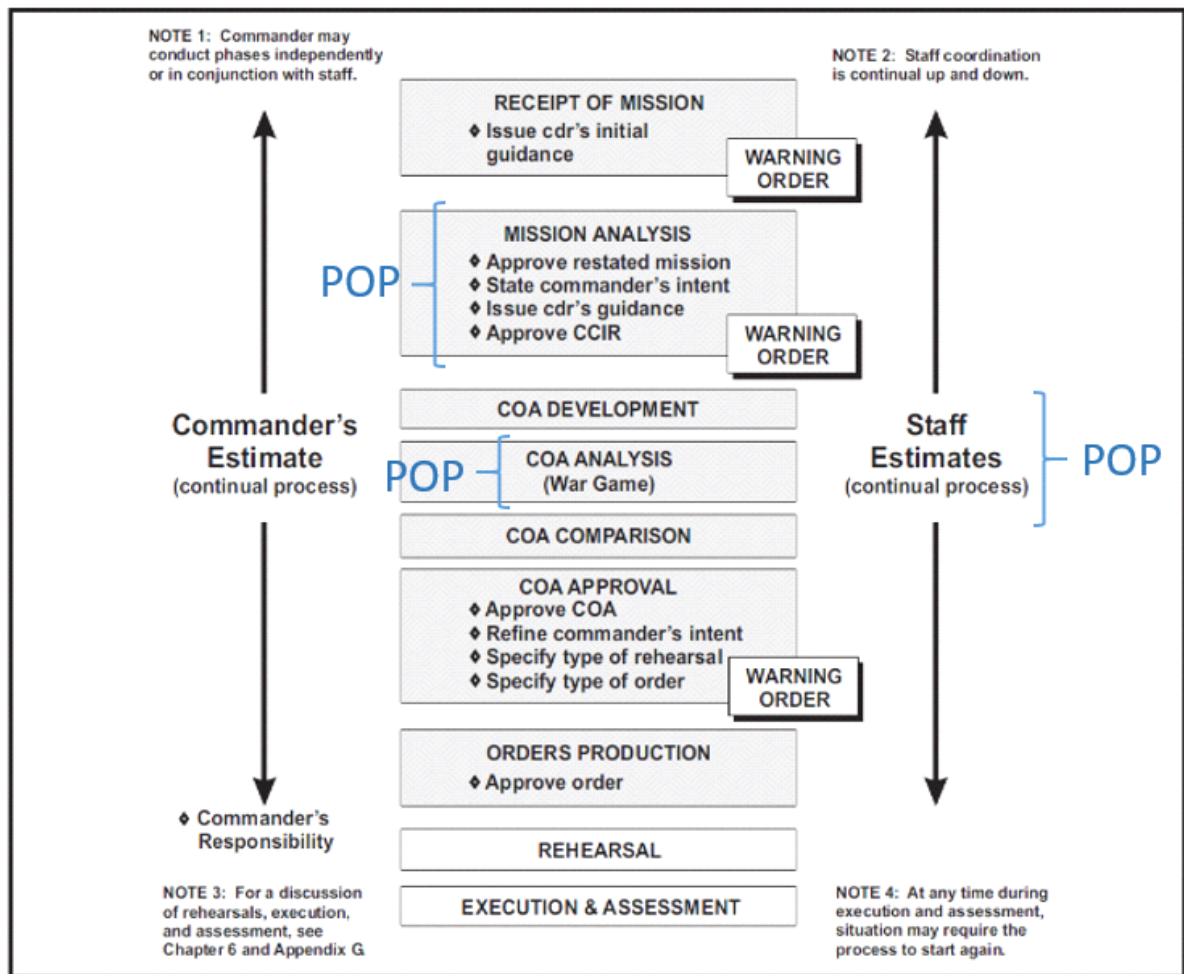 NOTE 1: Commander may
conduct phases independently
or in conjunction with staff.
NOTE 2: Staff coordination
is continual up and down.
RECEIPT OF MISSION
❖ Issue cdr's initial
guidance
WARNING
ORDER
MISSION ANALYSIS
❖ Approve restated mission
❖ State commander's intent
❖ Issue cdr's guidance
❖ Approve CCIR
WARNING
ORDER
POP
COA DEVELOPMENT
Commander's
Estimate
(continual process)
POP
COA ANALYSIS
(War Game)
Staff
Estimates
(continual process)
POP
COA COMPARISON
COA APPROVAL
❖ Approve COA
❖ Refine commander's intent
❖ Specify type of rehearsal
❖ Specify type of order
WARNING
ORDER
ORDERS PRODUCTION
❖ Approve order
❖ Commander's
Responsibility
REHEARSAL
EXECUTION & ASSESSMENT
NOTE 3: For a discussion
of rehearsals, execution,
and assessment, see
Chapter 6 and Appendix G.
NOTE 4: At any time during
execution and assessment,
situation may require the
process to start again.